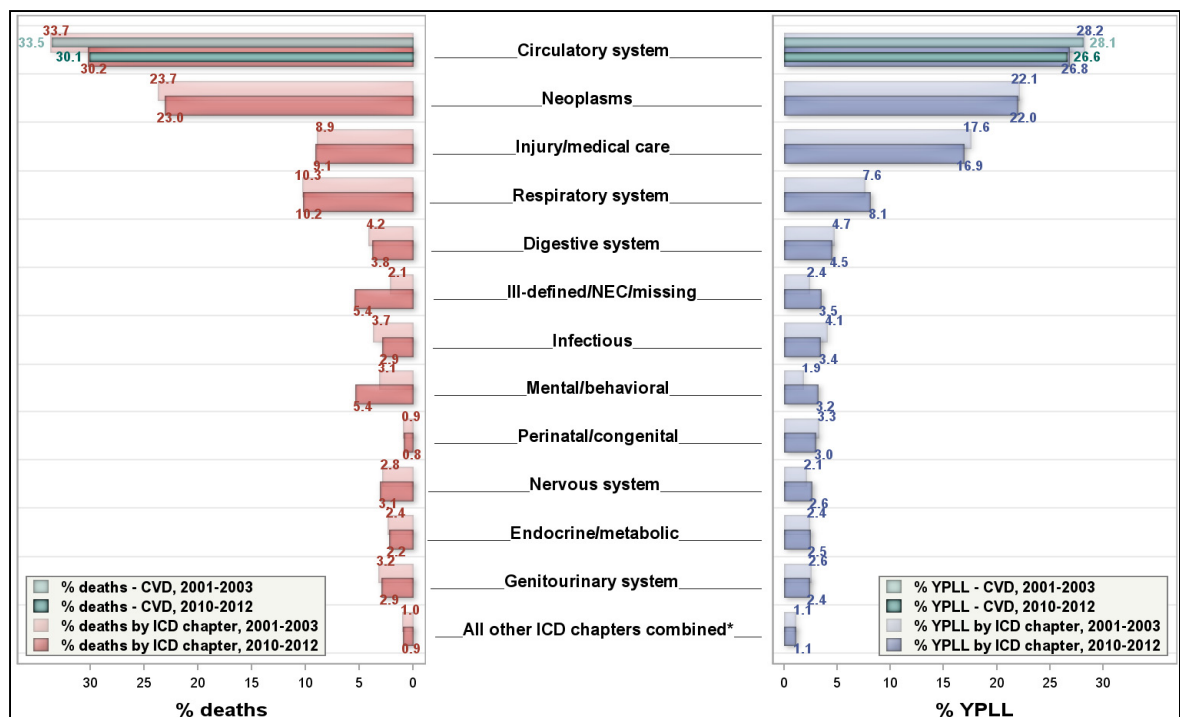 33.7
33.5
30.1
30.2
Circulatory system
28.2
28.1
26.6
26.8
23.7
23.0
Neoplasms
22.1
22.0
8.9
9.1
Injury/medical care
17.6
16.9
10.3
10.2
Respiratory system
7.6
8.1
4.2
3.8
Digestive system
4.7
4.5
2.1
5.4
Ill-defined/NEC/missing
2.4
3.5
3.7
2.9
Infectious
4.1
3.4
3.1
5.4
Mental/behavioral
1.9
3.2
0.9
0.8
Perinatal/congenital
3.3
3.0
2.8
3.1
Nervous system
2.1
2.6
2.4
2.2
Endocrine/metabolic
2.4
2.5
3.2
2.9
Genitourinary system
2.6
2.4
1.0
0.9
All other ICD chapters combined*
1.1
1.1
% deaths - CVD, 2001-2003
% deaths - CVD, 2010-2012
% deaths by ICD chapter, 2001-2003
% deaths by ICD chapter, 2010-2012
% YPLL - CVD, 2001-2003
% YPLL - CVD, 2010-2012
% YPLL by ICD chapter, 2001-2003
% YPLL by ICD chapter, 2010-2012
30 25 20 15 10 5 0
0 5 10 15 20 25 30
% deaths
% YPLL